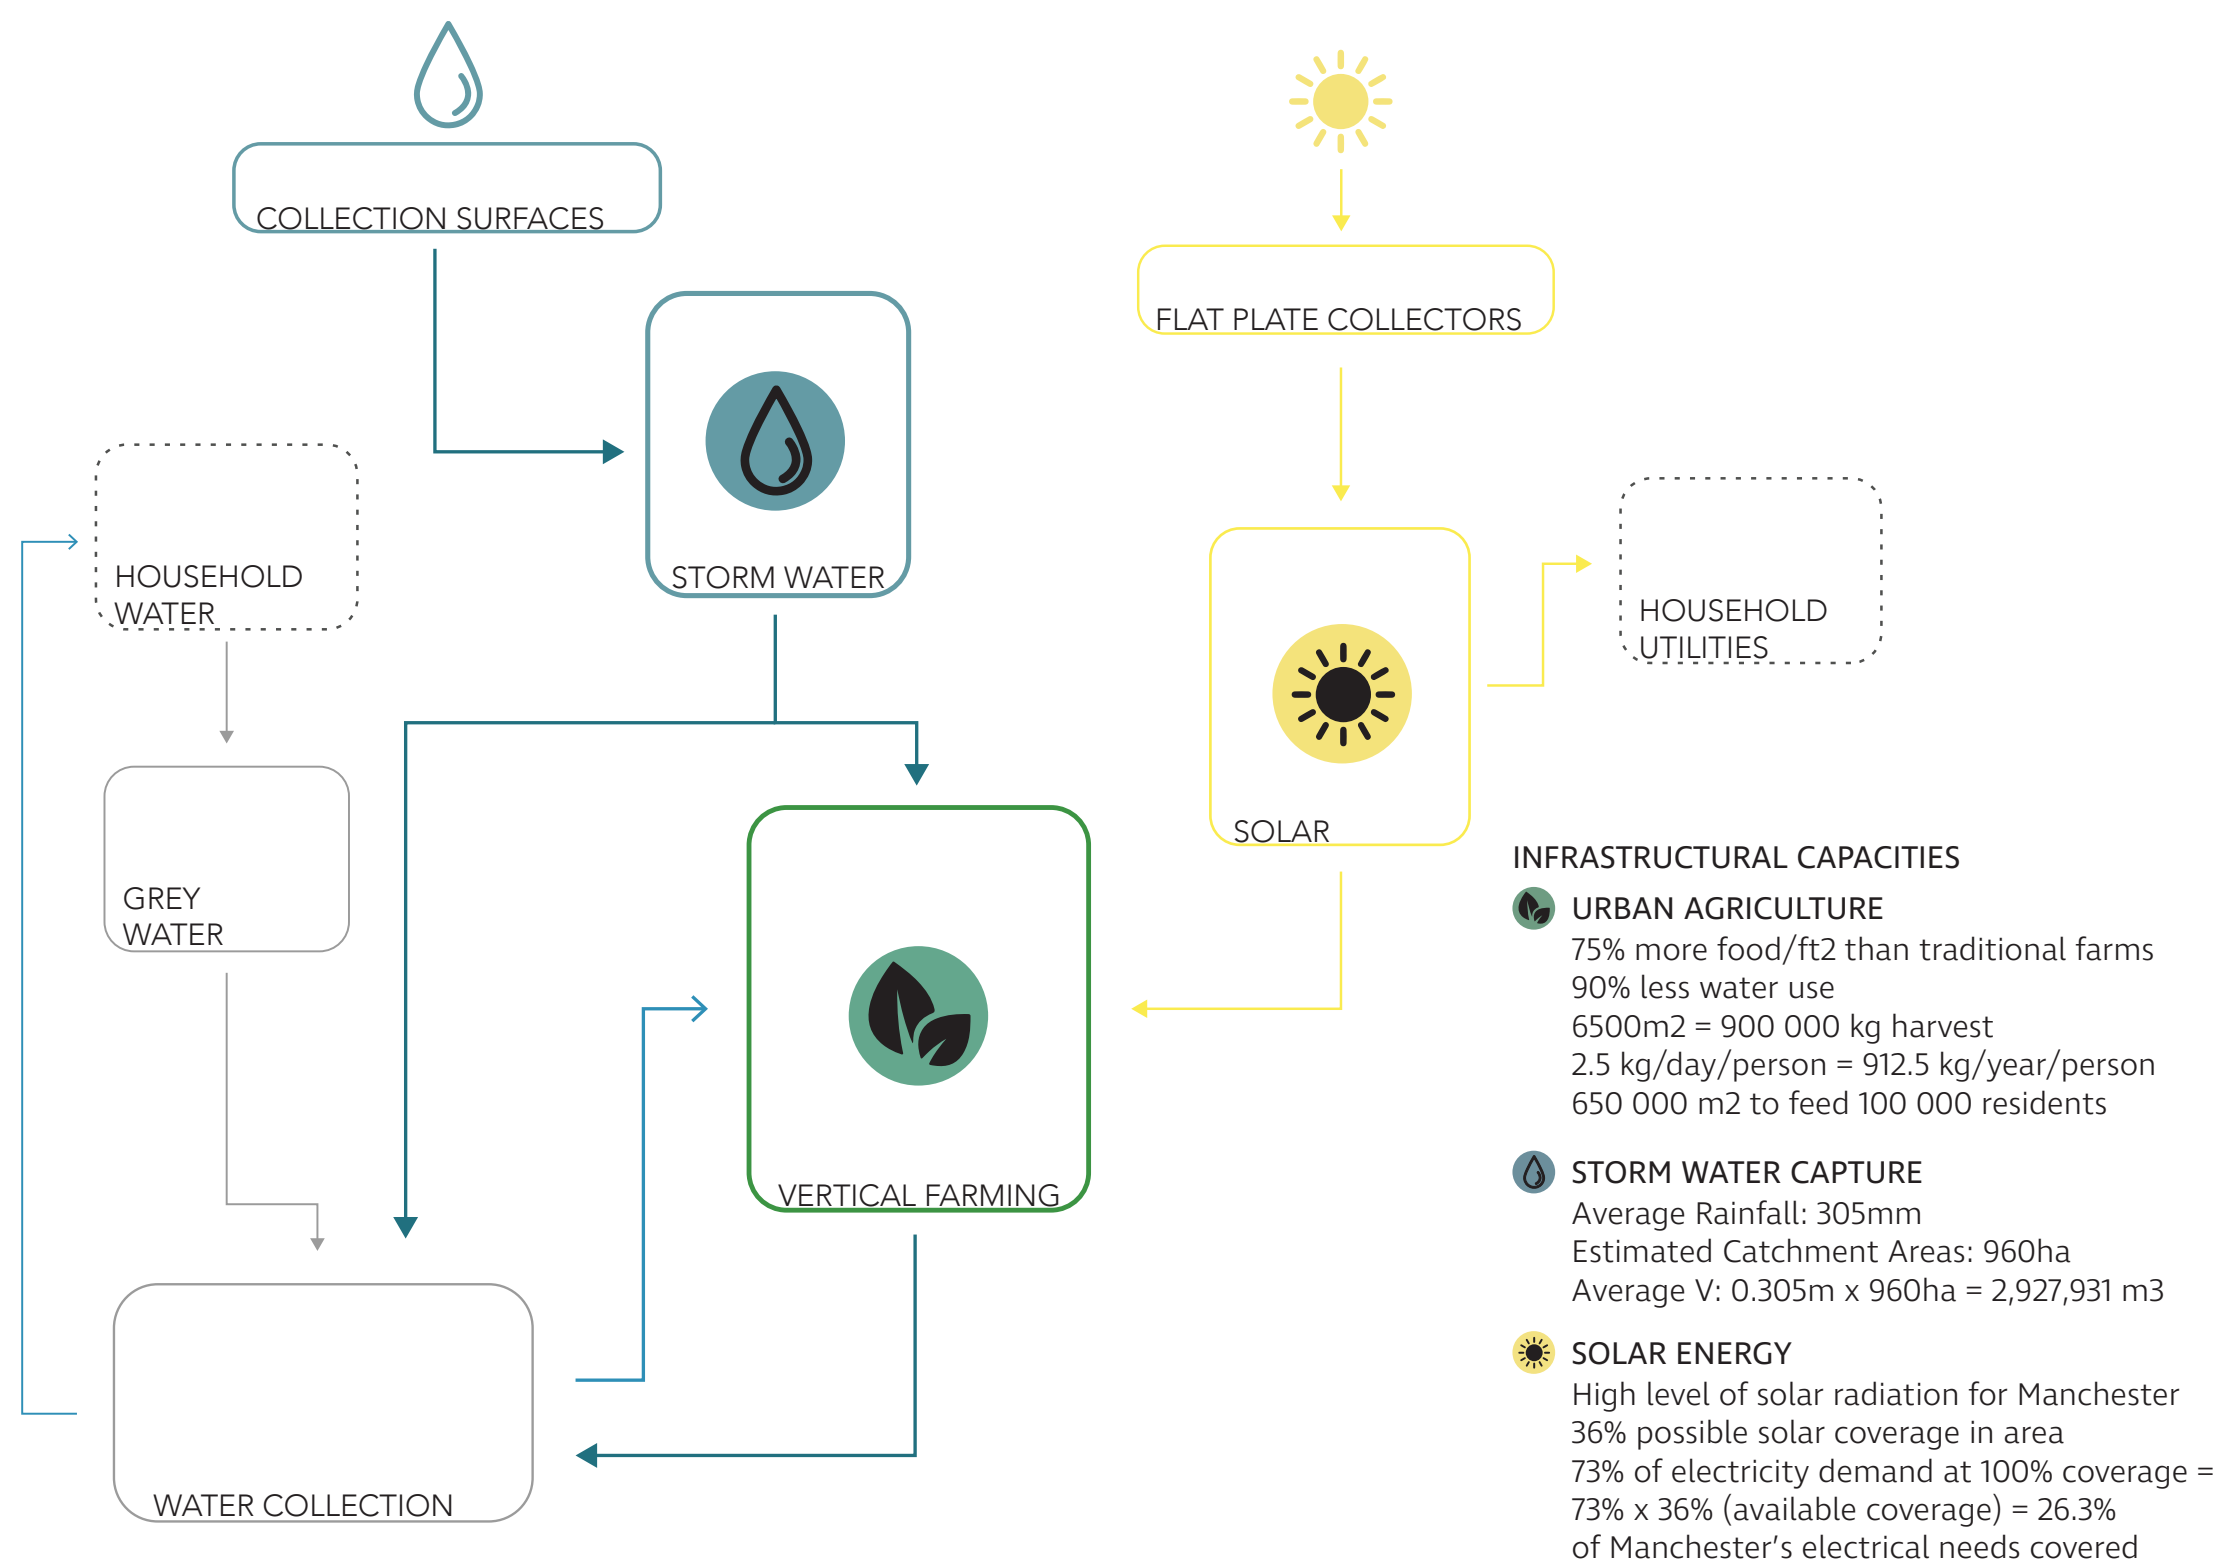 COLLECTION SURFACES
FLAT PLATE COLLECTORS
STORM WATER
HOUSEHOLD
WATER
HOUSEHOLD
UTILITIES
SOLAR
GREY
WATER
VERTICAL FARMING
WATER COLLECTION
INFRASTRUCTURAL CAPACITIES
URBAN AGRICULTURE
75% more food/ft2 than traditional farms
90% less water use
6500m2 = 900 000 kg harvest
2.5 kg/day/person = 912.5 kg/year/person
650 000 m2 to feed 100 000 residents
STORM WATER CAPTURE
Average Rainfall: 305mm
Estimated Catchment Areas: 960ha
Average V: 0.305m x 960ha = 2,927,931 m3
SOLAR ENERGY
High level of solar radiation for Manchester
36% possible solar coverage in area
73% of electricity demand at 100% coverage =
73% x 36% (available coverage) = 26.3%
of Manchester’s electrical needs covered